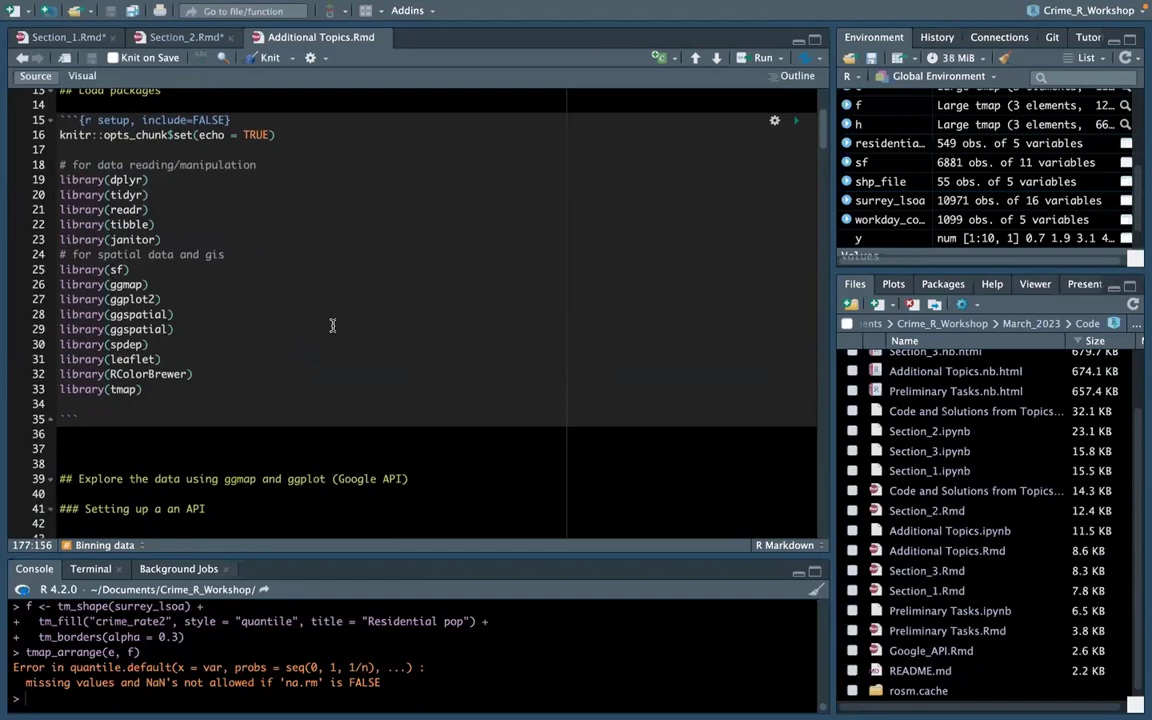 Go to file/function
Addins
Crime_R_Workshop
Section_1.Rmd*
Section_2.Rmd*
Additional Topics.Rmd
Knit on Save
Knit
Run
Source
Visual
Outline
13 ## Load packages
14
15 ```{r setup, include=FALSE}
16 knitr::opts_chunk$set(echo = TRUE)
17
18 # for data reading/manipulation
19 library(dplyr)
20 library(tidyr)
21 library(readr)
22 library(tibble)
23 library(janitor)
24 # for spatial data and gis
25 library(sf)
26 library(ggmap)
27 library(ggplot2)
28 library(ggspatial)
29 library(ggspatial)
30 library(spdep)
31 library(leaflet)
32 library(RColorBrewer)
33 library(tmap)
34
35 ```
36
37
38
39 ## Explore the data using ggmap and ggplot (Google API)
40
41 ### Setting up a an API
42
177:156
Binning data
R Markdown
Console
Terminal
Background Jobs
R 4.2.0 · ~/Documents/Crime_R_Workshop/
> f <- tm_shape(surrey_lsoa) +
+ tm_fill("crime_rate2", style = "quantile", title = "Residential pop") +
+ tm_borders(alpha = 0.3)
> tmap_arrange(e, f)
Error in quantile.default(x = var, probs = seq(0, 1, 1/n), ...) :
missing values and NaN's not allowed if 'na.rm' is FALSE
>
Environment
History
Connections
Git
Tutor
38 MiB
List
R
Global Environment
f Large tmap (3 elements, 12...
h Large tmap (3 elements, 66...
residentia... 549 obs. of 5 variables
sf 6881 obs. of 11 variables
shp_file 55 obs. of 5 variables
surrey_lsoa 10971 obs. of 16 variables
workday_co... 1099 obs. of 5 variables
y num [1:10, 1] 0.7 1.9 3.1 4...
Values
Files
Plots
Packages
Help
Viewer
Present
ents
Crime_R_Workshop
March_2023
Code
...
Name
Size
Section_3.nb.html 679.7 KB
Additional Topics.nb.html 674.1 KB
Preliminary Tasks.nb.html 657.4 KB
Code and Solutions from Topics... 32.1 KB
Section_2.ipynb 23.1 KB
Section_3.ipynb 15.8 KB
Section_1.ipynb 15.5 KB
Code and Solutions from Topics... 14.3 KB
Section_2.Rmd 12.4 KB
Additional Topics.ipynb 11.5 KB
Additional Topics.Rmd 8.6 KB
Section_3.Rmd 8.3 KB
Section_1.Rmd 7.8 KB
Preliminary Tasks.ipynb 6.5 KB
Preliminary Tasks.Rmd 3.8 KB
Google_API.Rmd 2.6 KB
README.md 2.2 KB
rosm.cache